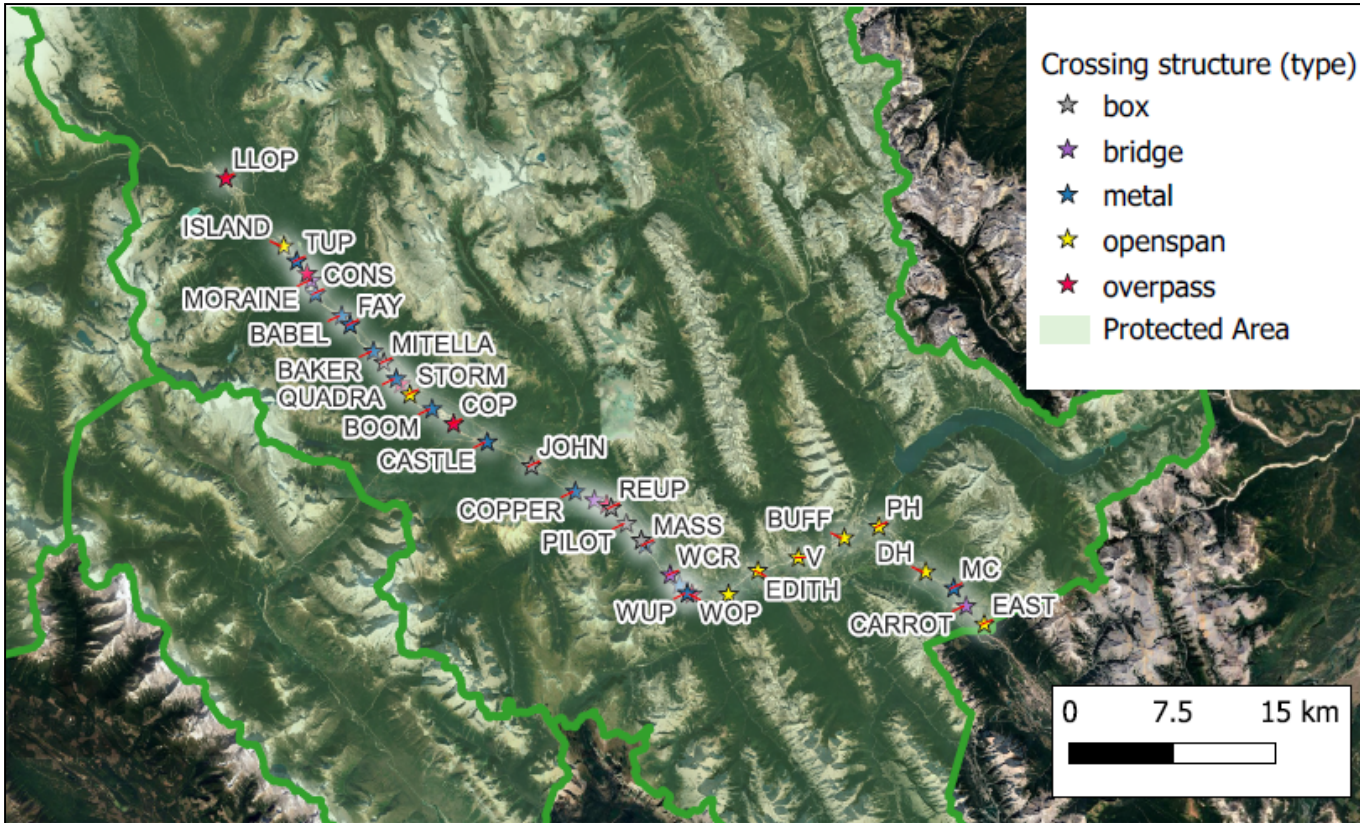 Crossing structure (type)
box
bridge
metal
openspan
overpass
Protected Area
LLOP
ISLAND
TUP
CONS
MORAINE
FAY
BABEL
MITELLA
BAKER
STORM
QUADRA
COP
BOOM
CASTLE
JOHN
REUP
COPPER
PILOT
MASS
WCR
WUP
WOP
BUFF
PH
V
EDITH
DH
MC
CARROT
EAST
0 7.5 15 km